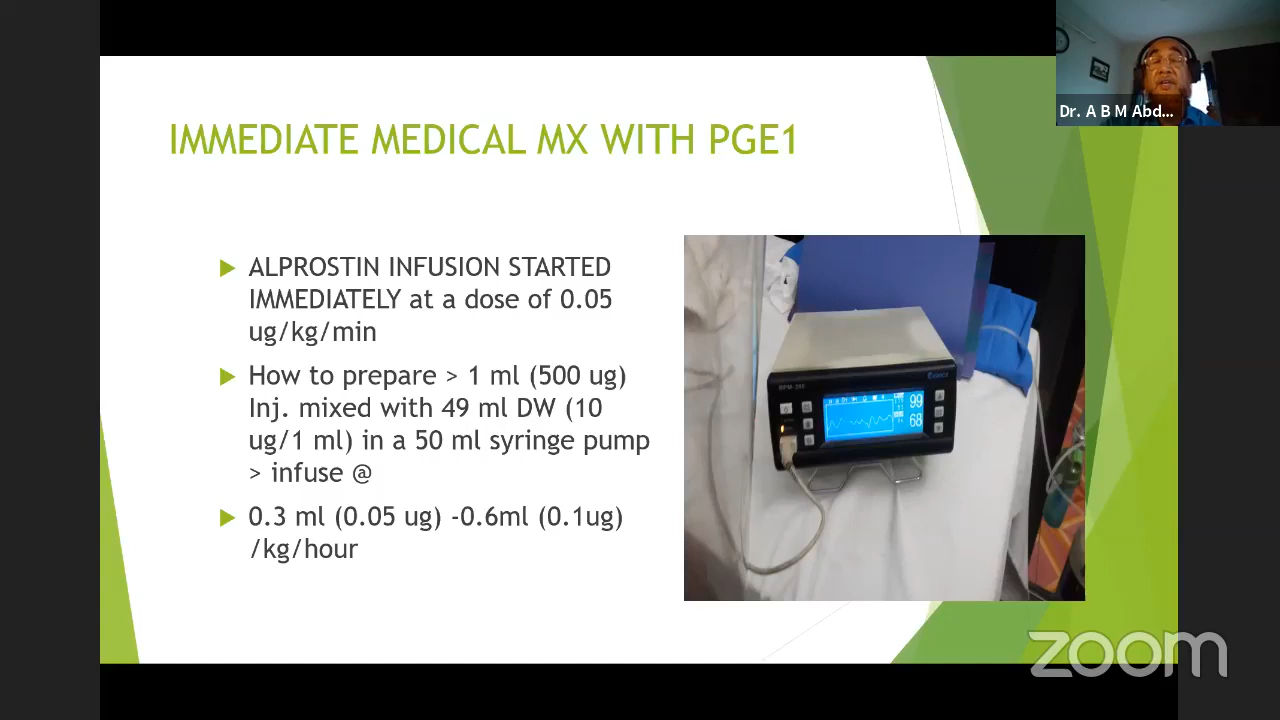 Dr. A B M Abd...
IMMEDIATE MEDICAL MX WITH PGE1
ALPROSTIN INFUSION STARTED
IMMEDIATELY at a dose of 0.05
ug/kg/min
How to prepare > 1 ml (500 ug)
Inj. mixed with 49 ml DW (10
ug/1 ml) in a 50 ml syringe pump
> infuse @
0.3 ml (0.05 ug) -0.6ml (0.1ug)
/kg/hour
99
68
zoom